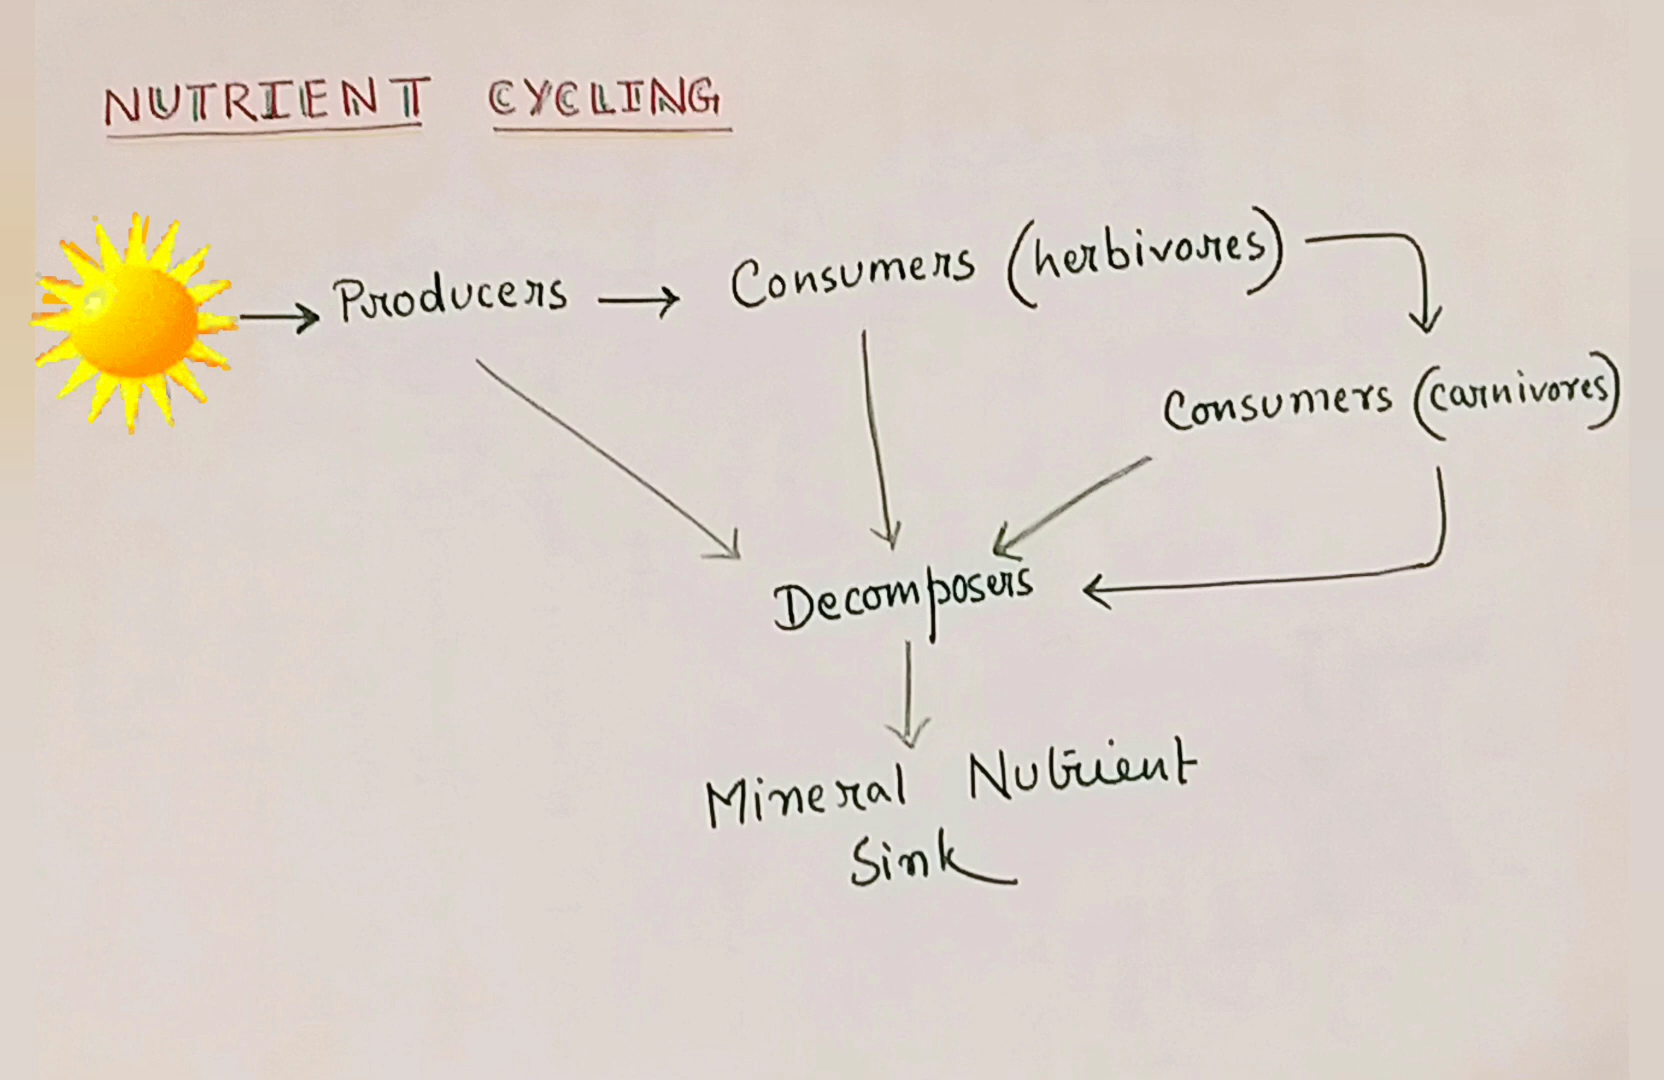 NUTRIENT CYCLING
Producers
Consumers (herbivores)
Consumers (carnivores)
Decomposers
Mineral Nutrient
Sink